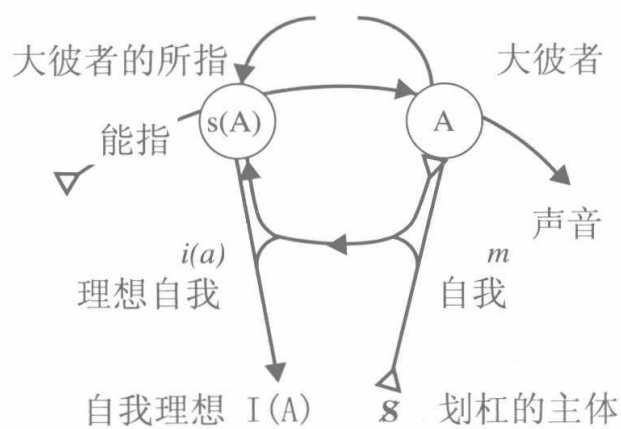 大彼者的所指 大彼者
s(A) A
能指
声音
i(a) m
理想自我 自我
自我理想 I(A) $ 划杠的主体